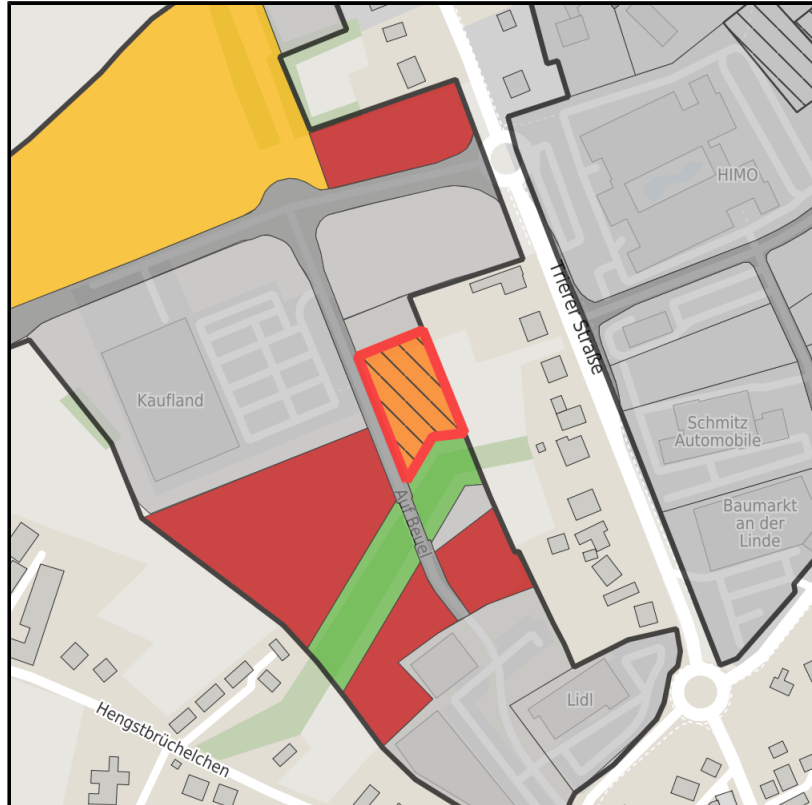 HIMO
Trierer Straße
Kaufland
Schmitz
Automobile
Auf Beuel
Baumarkt
an der
Linde
Lidl
Hengstbrüchelchen